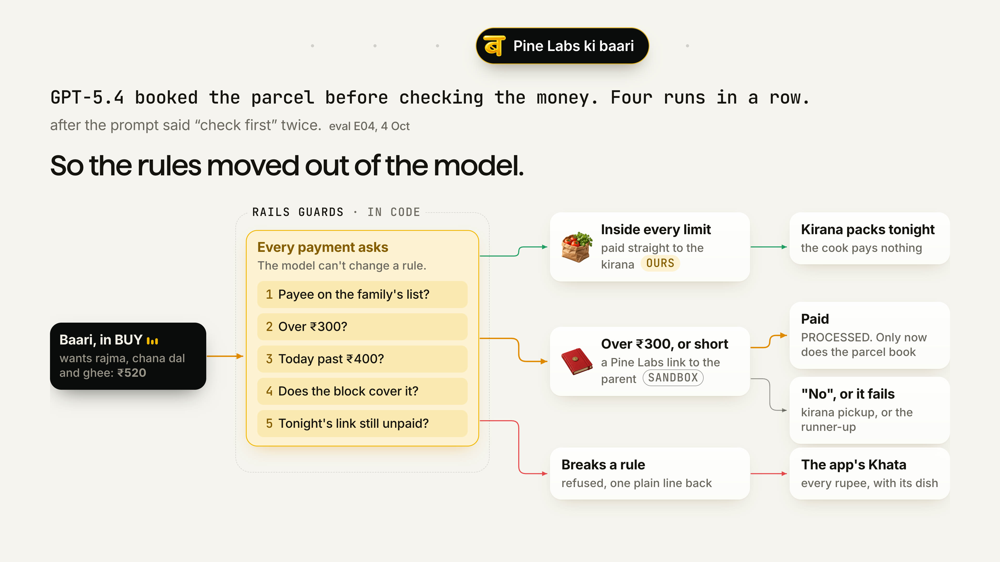 ब Pine Labs ki baari
GPT-5.4 booked the parcel before checking the money. Four runs in a row.
after the prompt said “check first” twice. eval E04, 4 Oct
So the rules moved out of the model.
RAILS GUARDS · IN CODE
Every payment asks
The model can't change a rule.
1 Payee on the family's list?
2 Over ₹300?
3 Today past ₹400?
4 Does the block cover it?
5 Tonight's link still unpaid?
Baari, in BUY
wants rajma, chana dal
and ghee: ₹520
Inside every limit
paid straight to the
kirana OURS
Kirana packs tonight
the cook pays nothing
Over ₹300, or short
a Pine Labs link to the
parent SANDBOX
Paid
PROCESSED. Only now
does the parcel book
"No", or it fails
kirana pickup, or the
runner-up
Breaks a rule
refused, one plain line back
The app's Khata
every rupee, with its dish